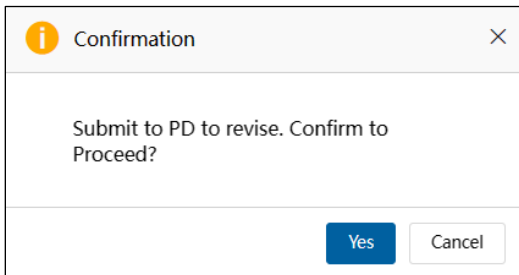 Confirmation
Submit to PD to revise. Confirm to
Proceed?
Yes
Cancel